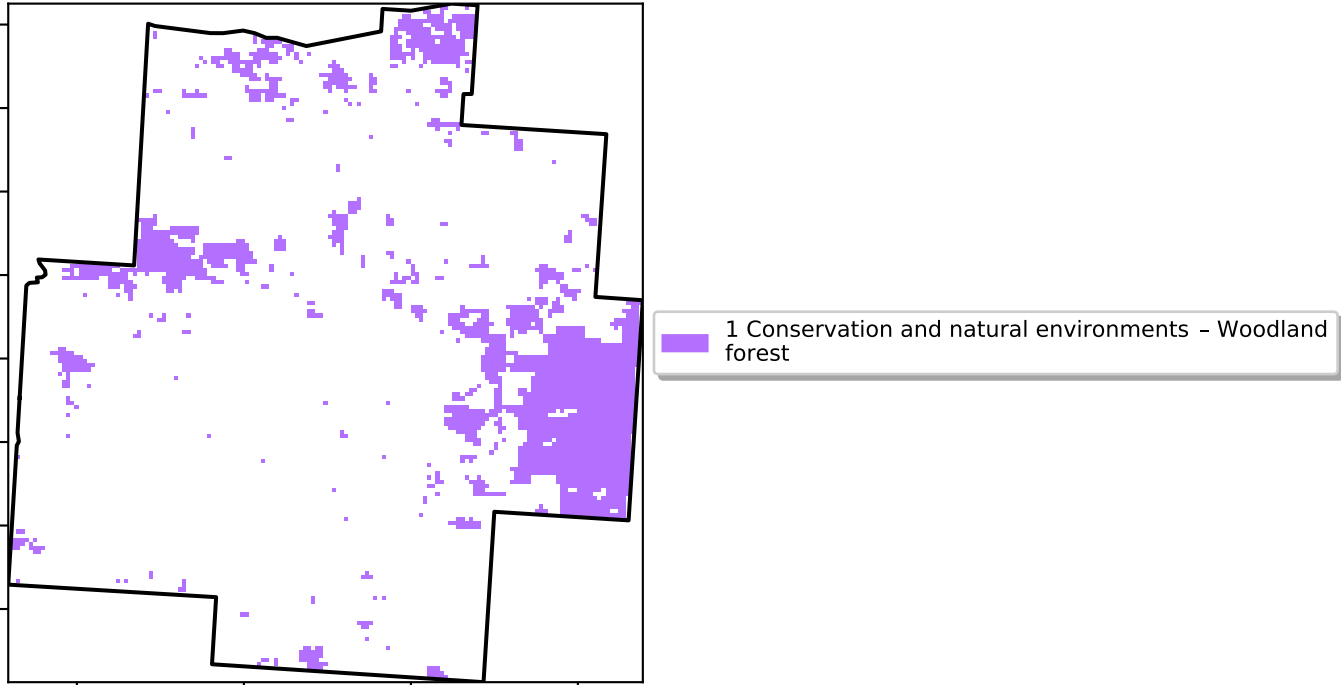 1 Conservation and natural environments – Woodland
forest